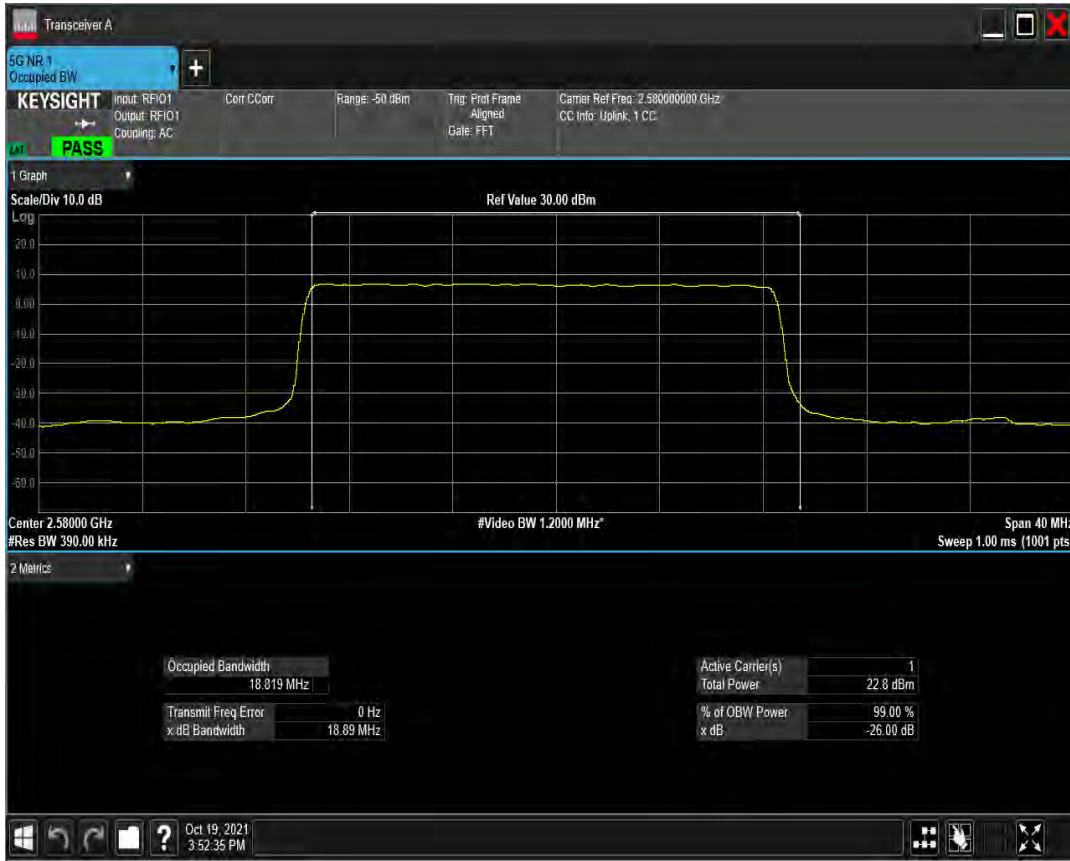 Transceiver A
5G NR 1
Occupied BW
+
KEYSIGHT
Input: RFIO1
Output: RFIO1
Coupling: AC
Corr CCorr
Range: -50 dBm
Trig: Prot Frame
Aligned
Gate: FFT
Carrier Ref Freq: 2.580000000 GHz
CC Info: Uplink, 1 CC
PASS
1 Graph
Scale/Div 10.0 dB
Ref Value 30.00 dBm
Log
20.0
10.0
0.00
-10.0
-20.0
-30.0
-40.0
-50.0
-60.0
Center 2.58000 GHz
#Video BW 1.2000 MHz*
Span 40 MHz
#Res BW 390.00 kHz
Sweep 1.00 ms (1001 pts
2 Metrics
Occupied Bandwidth
18.819 MHz
Transmit Freq Error 0 Hz
x dB Bandwidth 18.89 MHz
Active Carrier(s) 1
Total Power 22.8 dBm
% of OBW Power 99.00 %
x dB -26.00 dB
?
Oct 19, 2021
3:52:35 PM